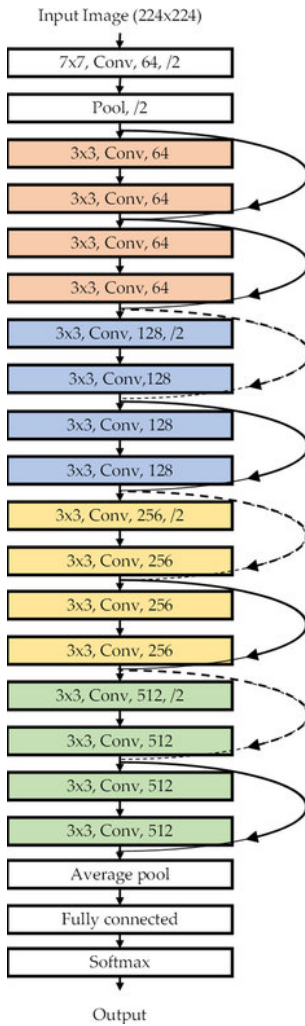 Input Image (224x224)
7x7, Conv, 64, /2
Pool, /2
3x3, Conv, 64
3x3, Conv, 64
3x3, Conv, 64
3x3, Conv, 64
3x3, Conv, 128, /2
3x3, Conv,128
3x3, Conv, 128
3x3, Conv, 128
3x3, Conv, 256, /2
3x3, Conv, 256
3x3, Conv, 256
3x3, Conv, 256
3x3, Conv, 512, /2
3x3, Conv, 512
3x3, Conv, 512
3x3, Conv, 512
Average pool
Fully connected
Softmax
Output